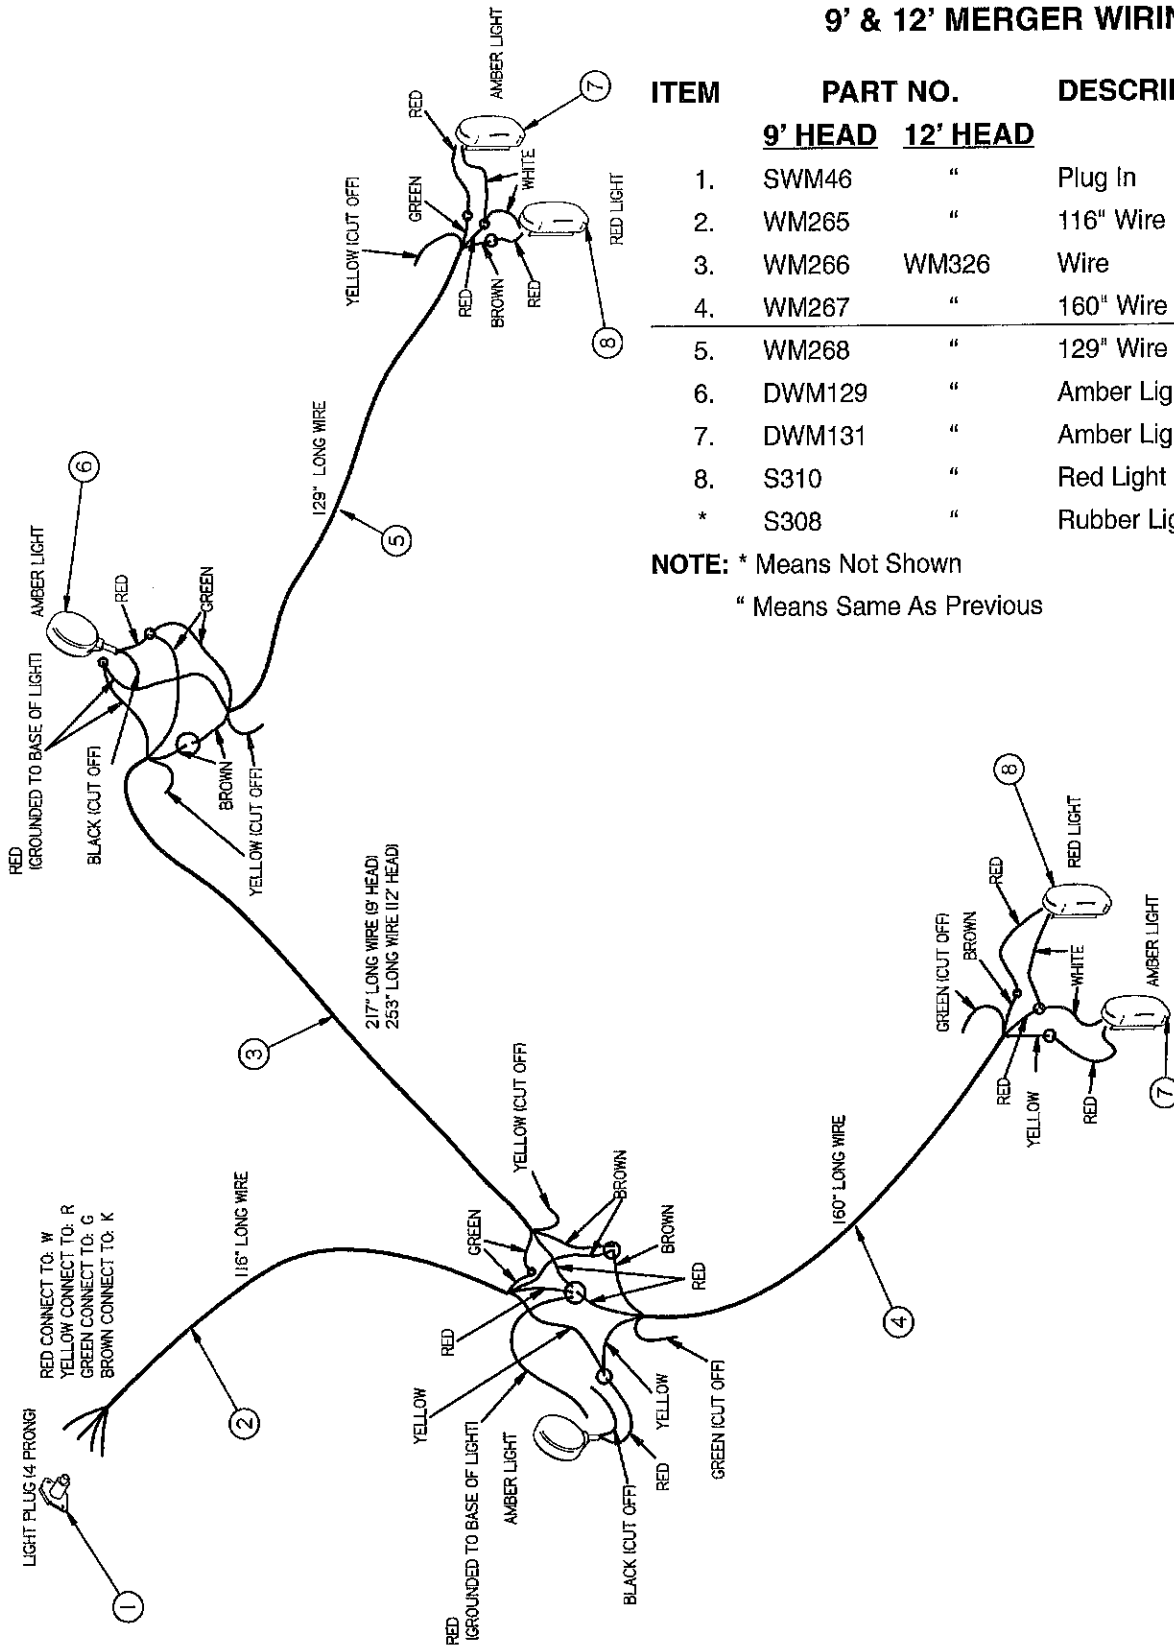 9' & 12' MERGER WIRIN
ITEM PART NO. DESCRI
9' HEAD 12' HEAD
1. SWM46 “ Plug In
2. WM265 “ 116" Wire
3. WM266 WM326 Wire
4. WM267 “ 160" Wire
5. WM268 “ 129" Wire
6. DWM129 “ Amber Lig
7. DWM131 “ Amber Lig
8. S310 “ Red Light
* S308 “ Rubber Lig
NOTE: * Means Not Shown
“ Means Same As Previous
LIGHT PLUG (4 PRONG)
1
RED CONNECT TO: W
YELLOW CONNECT TO: R
GREEN CONNECT TO: G
BROWN CONNECT TO: K
2
116" LONG WIRE
RED
(GROUNDED TO BASE OF LIGHT)
AMBER LIGHT
BLACK (CUT OFF)
RED
YELLOW
GREEN (CUT OFF)
YELLOW
RED
GREEN
YELLOW (CUT OFF)
BROWN
BROWN
RED
3
217" LONG WIRE (9' HEAD)
253" LONG WIRE (12' HEAD)
4
160" LONG WIRE
GREEN (CUT OFF)
BROWN
RED
RED LIGHT
8
WHITE
RED
YELLOW
RED
AMBER LIGHT
7
RED
(GROUNDED TO BASE OF LIGHT)
BLACK (CUT OFF)
AMBER LIGHT
6
RED
GREEN
BROWN
YELLOW (CUT OFF)
129" LONG WIRE
5
YELLOW (CUT OFF)
GREEN
RED
AMBER LIGHT
7
WHITE
RED
BROWN
RED
RED LIGHT
8